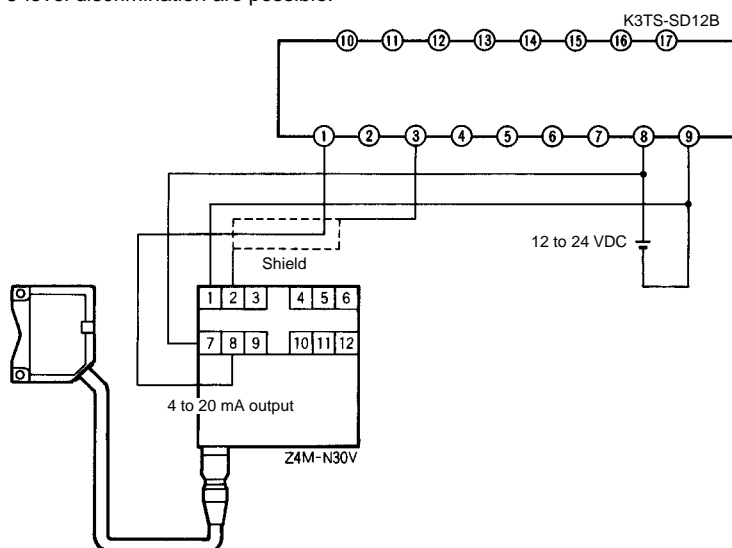 3-level discrimination are possible.
K3TS-SD12B
10 11 12 13 14 15 16 17
1 2 3 4 5 6 7 8 9
12 to 24 VDC
Shield
1 2 3 4 5 6
7 8 9 10 11 12
4 to 20 mA output
Z4M-N30V